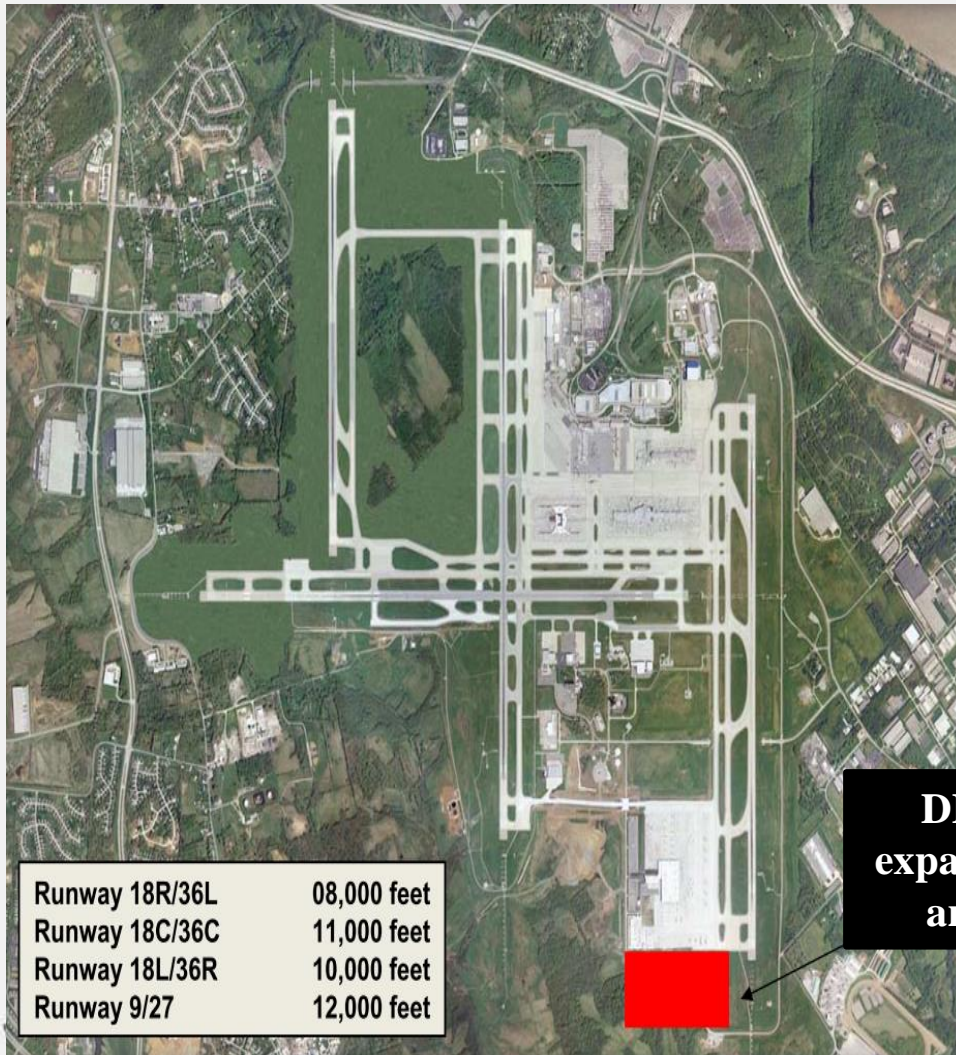 Runway 18R/36L 08,000 feet
Runway 18C/36C 11,000 feet
Runway 18L/36R 10,000 feet
Runway 9/27 12,000 feet
expa